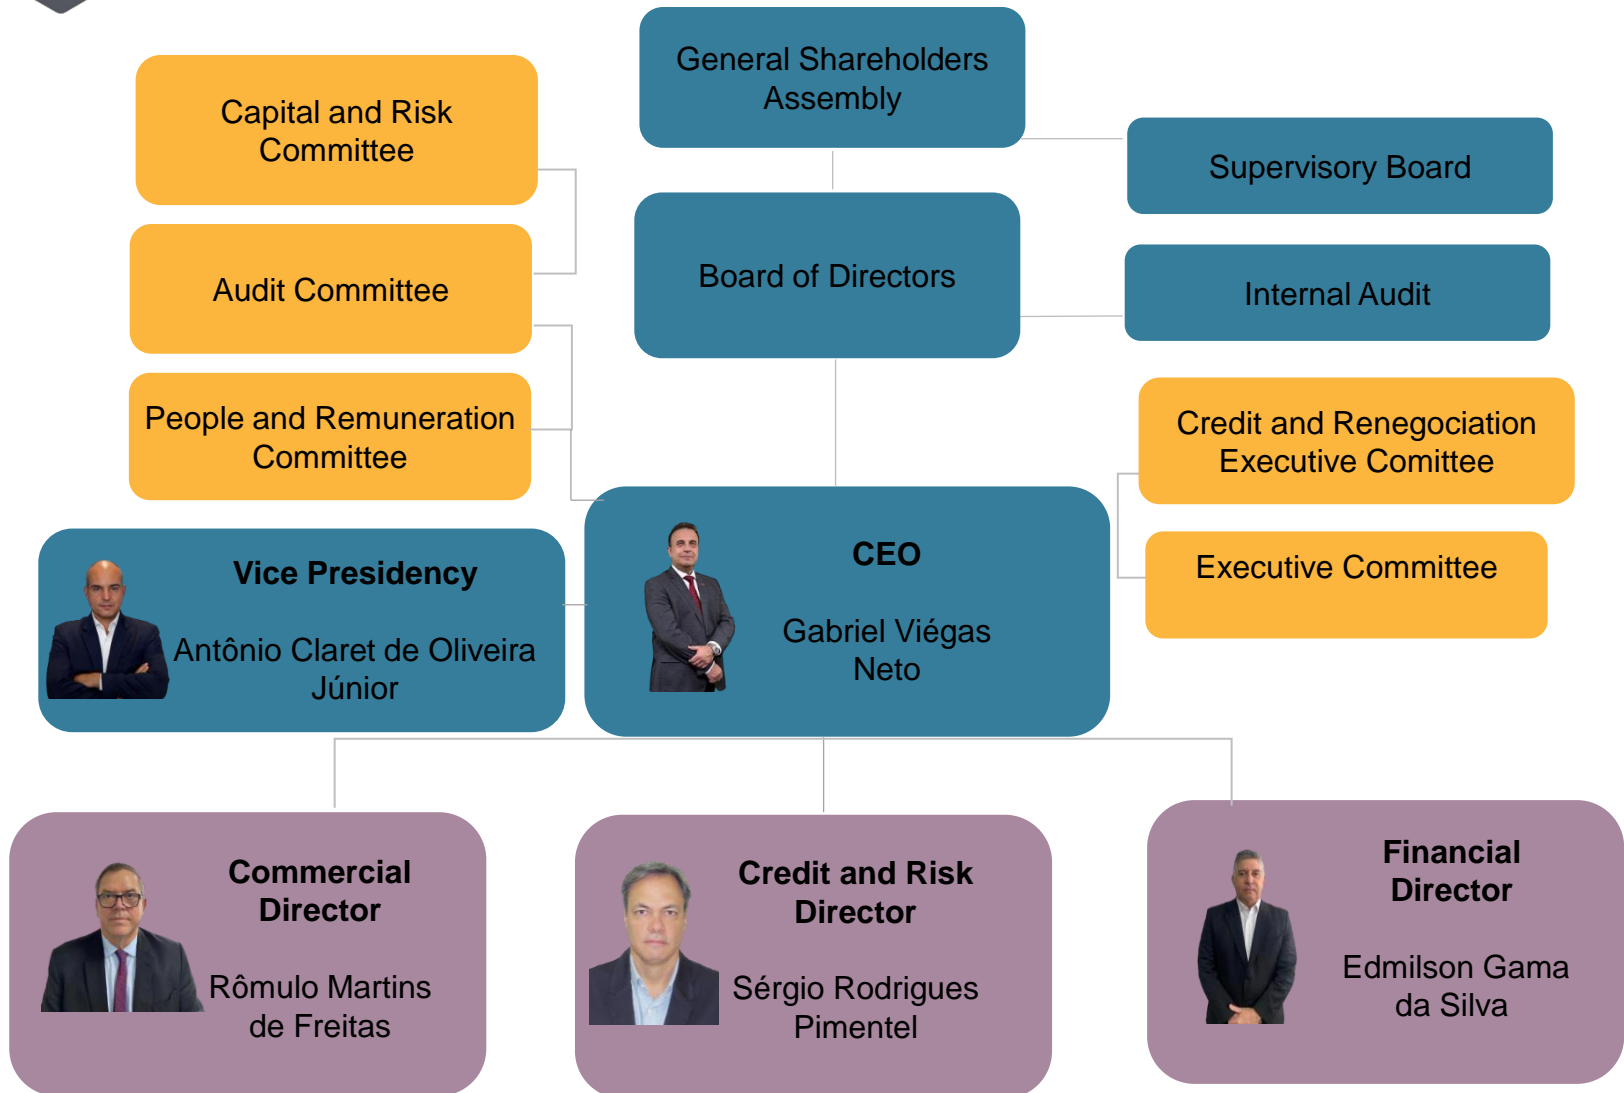 General Shareholders
Assembly
Capital and Risk
Committee
Supervisory Board
Audit Committee
Board of Directors
Internal Audit
People and Remuneration
Committee
Credit and Renegociation
Executive Comittee
Executive Committee
Vice Presidency
Antônio Claret de Oliveira
Júnior
CEO
Gabriel Viégas
Neto
Commercial
Director
Rômulo Martins
de Freitas
Credit and Risk
Director
Sérgio Rodrigues
Pimentel
Financial
Director
Edmilson Gama
da Silva